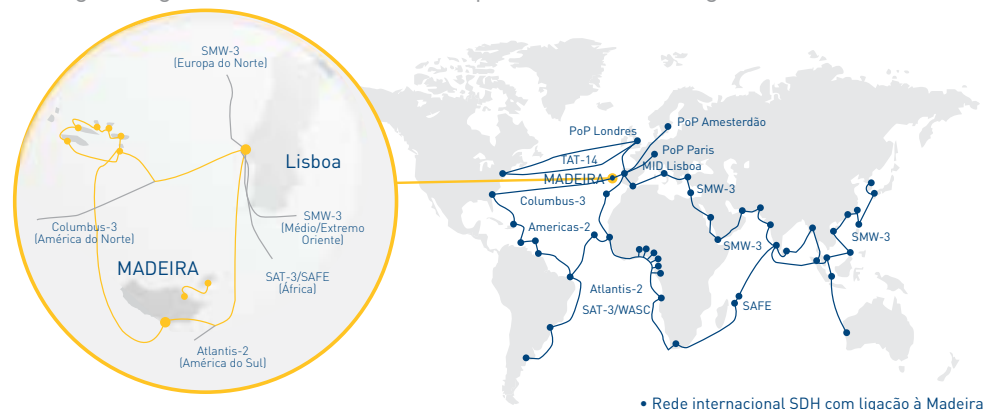 SMW-3
(Europa do Norte)
Lisboa
Columbus-3
(América do Norte)
SMW-3
(Médio/Extremo
Oriente)
MADEIRA
SAT-3/SAFE
(África)
Atlantis-2
(América do Sul)
PoP Londres
PoP Amesterdão
TAT-14
PoP Paris
MID Lisboa
MADEIRA
SMW-3
Columbus-3
Americas-2
SMW-3
SMW-3
Atlantis-2
SAT-3/WASC
SAFE
• Rede internacional SDH com ligação à Madeira